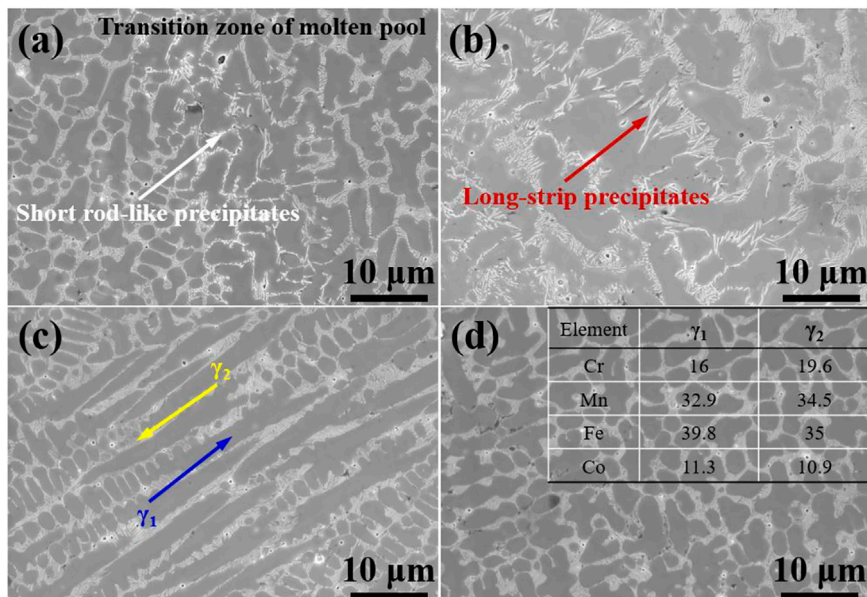 (a)
Transition zone of molten pool
Short rod-like precipitates
10 µm
(b)
Long-strip precipitates
10 µm
(c)
γ₂
γ₁
10 µm
(d)
Element γ₁ γ₂
Cr 16 19.6
Mn 32.9 34.5
Fe 39.8 35
Co 11.3 10.9
10 µm